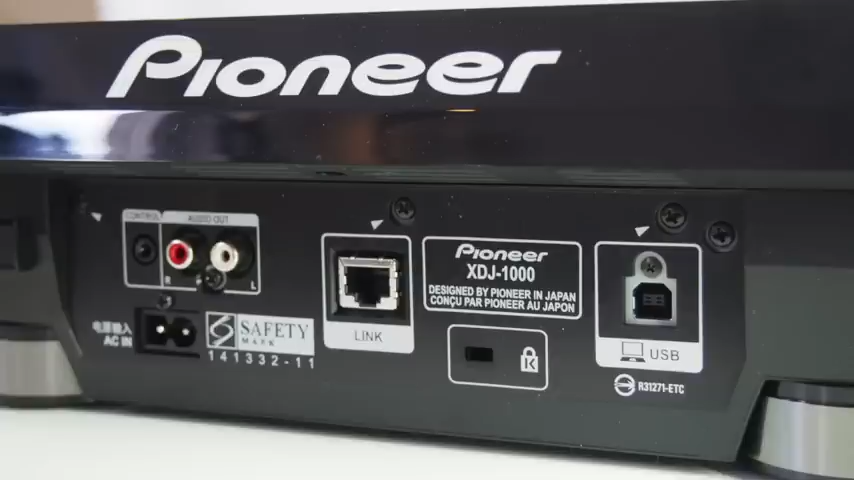 Pioneer
CONTROL
AUDIO OUT
R
L
电源输入
AC IN
SAFETY
MARK
141332-11
LINK
Pioneer
XDJ-1000
DESIGNED BY PIONEER IN JAPAN
CONÇU PAR PIONEER AU JAPON
K
USB
R31271-ETC